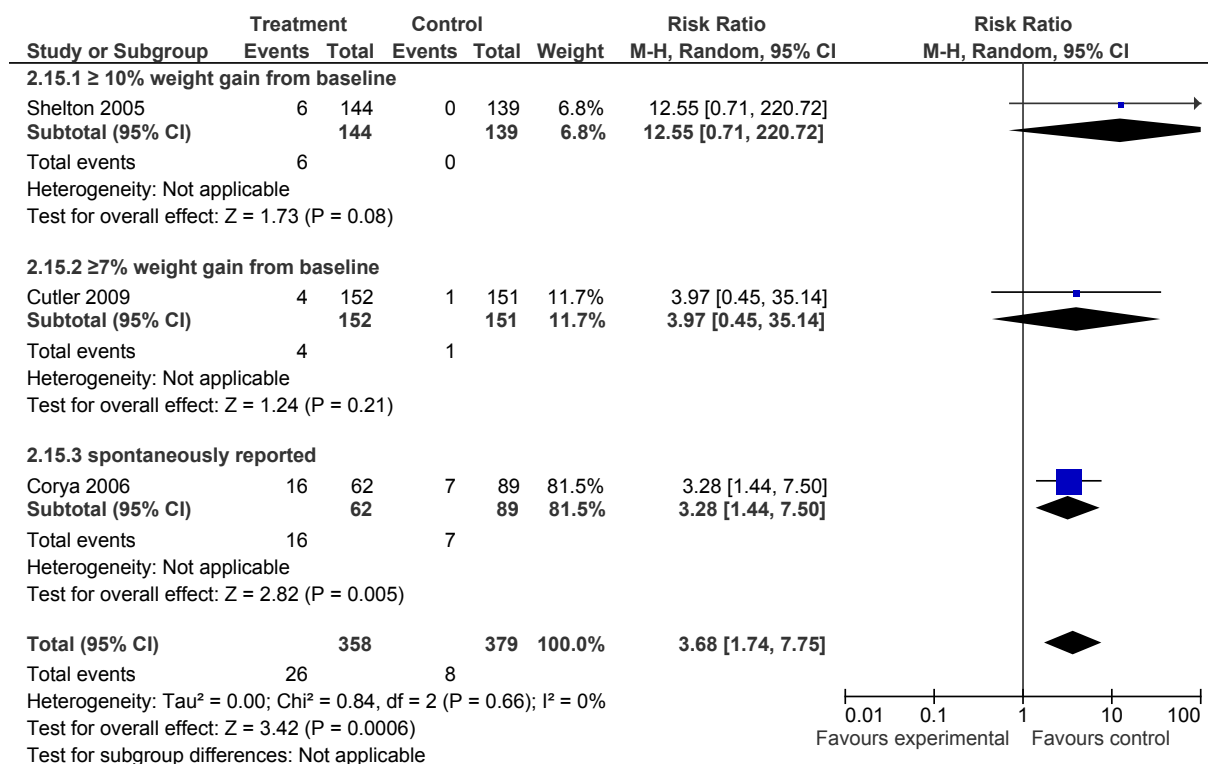 Treatment Control Risk Ratio Risk Ratio
Study or Subgroup Events Total Events Total Weight M-H, Random, 95% CI M-H, Random, 95% CI
2.15.1 ≥ 10% weight gain from baseline
Shelton 2005 6 144 0 139 6.8% 12.55 [0.71, 220.72]
Subtotal (95% CI) 144 139 6.8% 12.55 [0.71, 220.72]
Total events 6 0
Heterogeneity: Not applicable
Test for overall effect: Z = 1.73 (P = 0.08)
2.15.2 ≥7% weight gain from baseline
Cutler 2009 4 152 1 151 11.7% 3.97 [0.45, 35.14]
Subtotal (95% CI) 152 151 11.7% 3.97 [0.45, 35.14]
Total events 4 1
Heterogeneity: Not applicable
Test for overall effect: Z = 1.24 (P = 0.21)
2.15.3 spontaneously reported
Corya 2006 16 62 7 89 81.5% 3.28 [1.44, 7.50]
Subtotal (95% CI) 62 89 81.5% 3.28 [1.44, 7.50]
Total events 16 7
Heterogeneity: Not applicable
Test for overall effect: Z = 2.82 (P = 0.005)
Total (95% CI) 358 379 100.0% 3.68 [1.74, 7.75]
Total events 26 8
Heterogeneity: Tau² = 0.00; Chi² = 0.84, df = 2 (P = 0.66); I² = 0%
Test for overall effect: Z = 3.42 (P = 0.0006)
Test for subgroup differences: Not applicable
0.01 0.1 1 10 100
Favours experimental Favours control